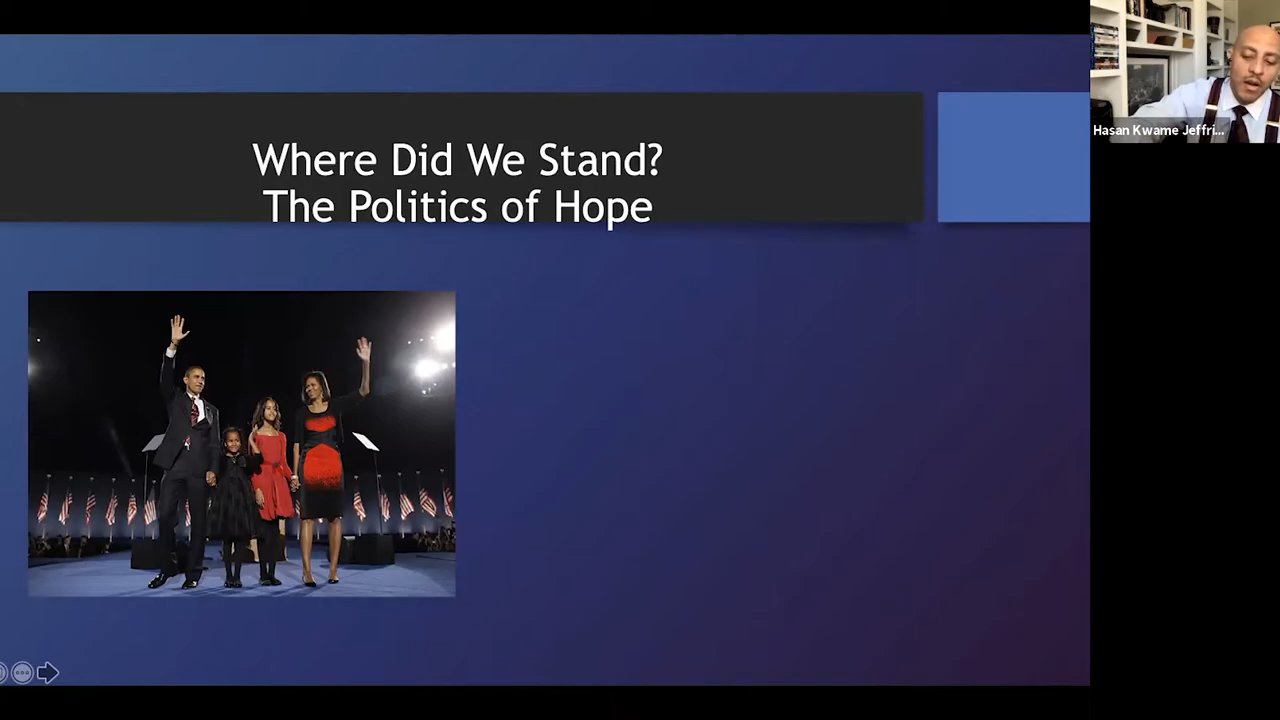 Where Did We Stand?
The Politics of Hope
Hasan Kwame Jeffri...